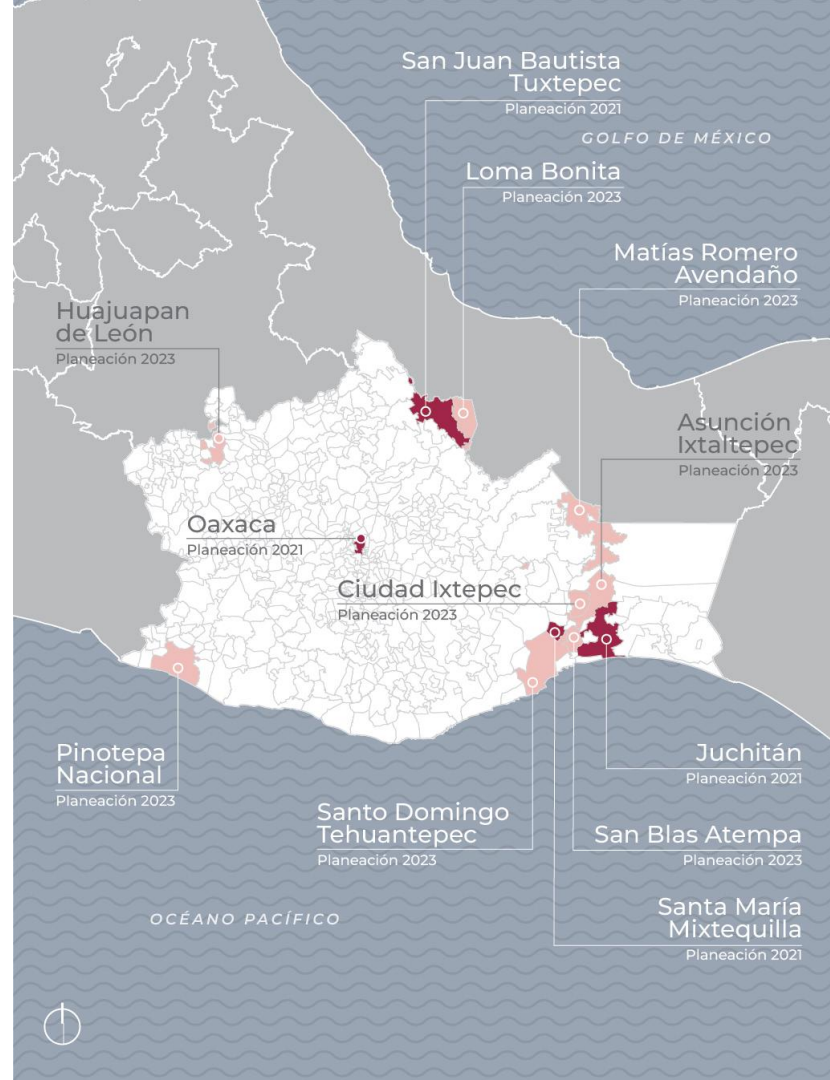 San Juan Bautista
Tuxtepec
Planeación 2021
GOLFO DE MÉXICO
Loma Bonita
Planeación 2023
Matías Romero
Avendaño
Planeación 2023
Huajuapan
de León
Planeación 2023
Asunción
Ixtaltepec
Planeación 2023
Oaxaca
Planeación 2021
Ciudad Ixtepec
Planeación 2023
Pinotepa
Nacional
Planeación 2023
Juchitán
Planeación 2021
Santo Domingo
Tehuantepec
Planeación 2023
San Blas Atempa
Planeación 2023
Santa María
Mixtequilla
Planeación 2021
OCÉANO PACÍFICO